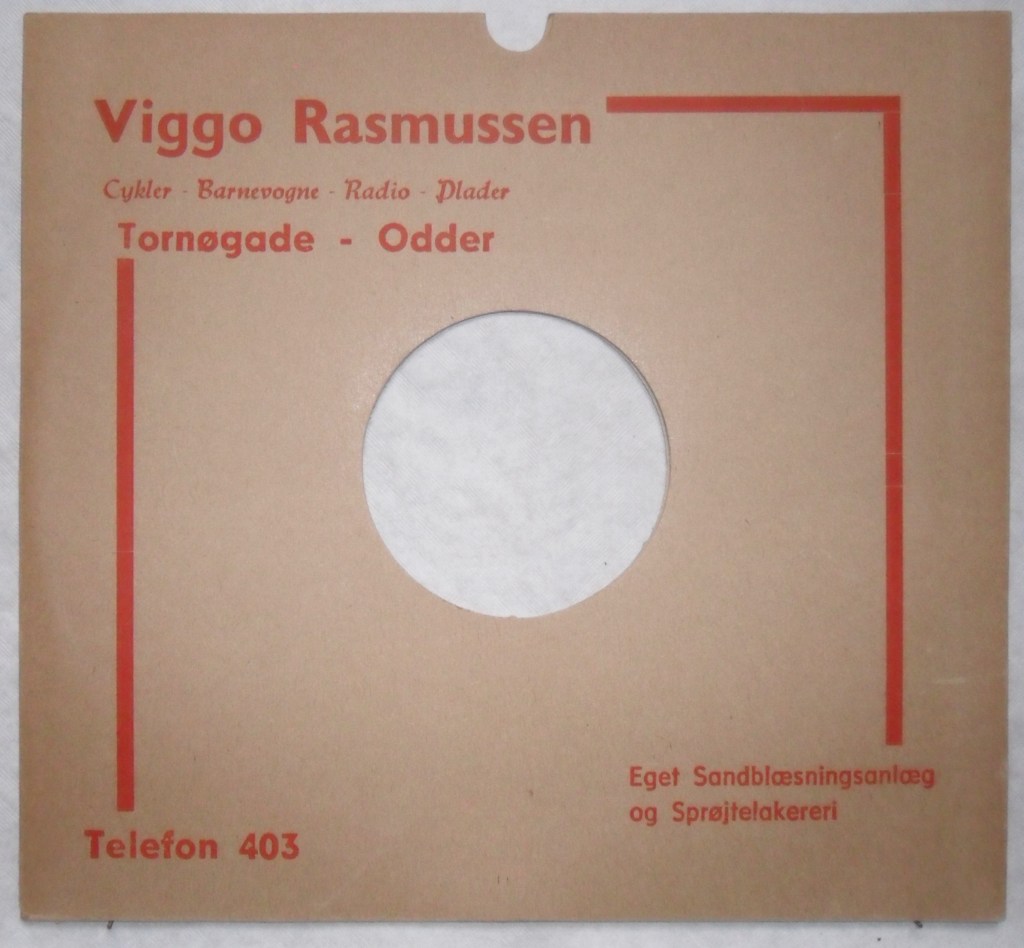 Viggo Rasmussen
Cykler - Barnevogne - Radio - Plader
Tornøgade - Odder
Eget Sandblæsningsanlæg
og Sprøjtelakereri
Telefon 403